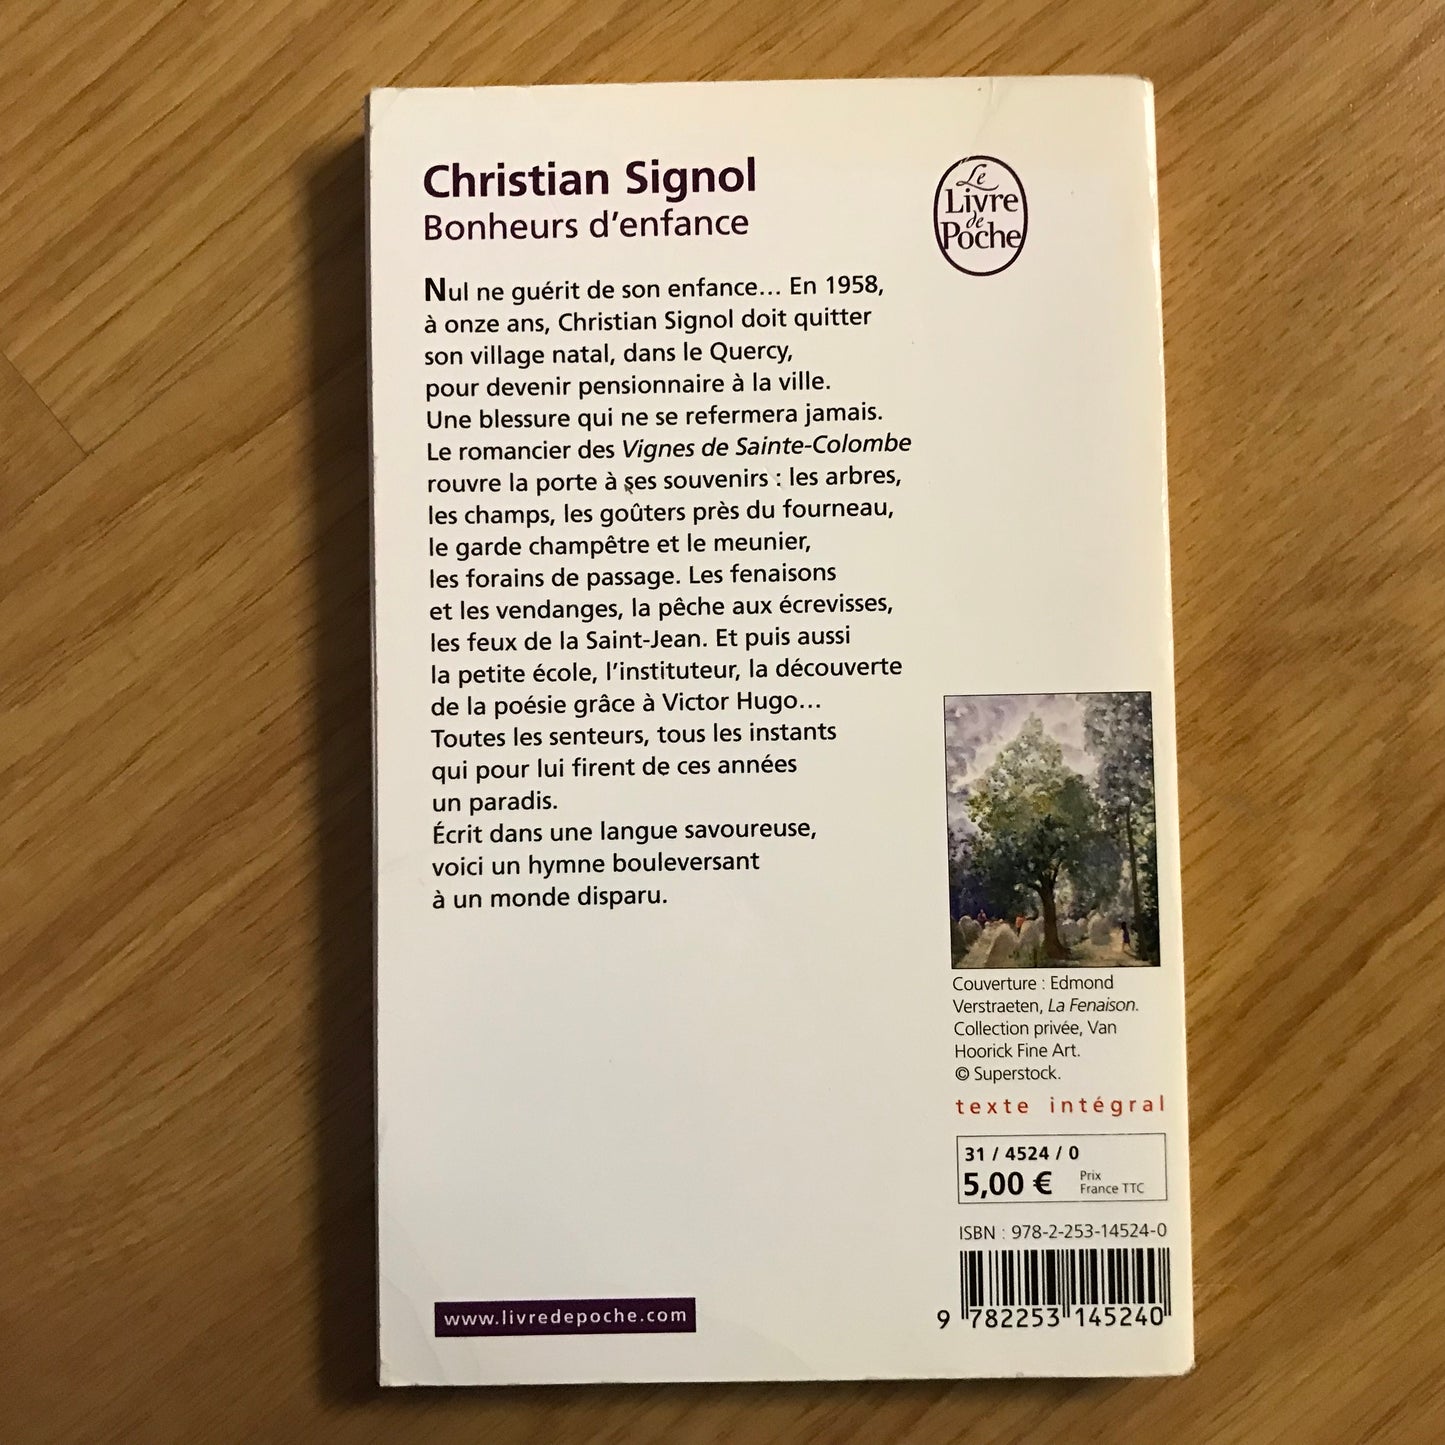 Christian Signol
Bonheurs d'enfance
Le
Livre
de
Poche
Nul ne guérit de son enfance… En 1958,
à onze ans, Christian Signol doit quitter
son village natal, dans le Quercy,
pour devenir pensionnaire à la ville.
Une blessure qui ne se refermera jamais.
Le romancier des Vignes de Sainte-Colombe
rouvre la porte à ses souvenirs : les arbres,
les champs, les goûters près du fourneau,
le garde champêtre et le meunier,
les forains de passage. Les fenaisons
et les vendanges, la pêche aux écrevisses,
les feux de la Saint-Jean. Et puis aussi
la petite école, l'instituteur, la découverte
de la poésie grâce à Victor Hugo…
Toutes les senteurs, tous les instants
qui pour lui firent de ces années
un paradis.
Écrit dans une langue savoureuse,
voici un hymne bouleversant
à un monde disparu.
Couverture : Edmond
Verstraeten, La Fenaison.
Collection privée, Van
Hoorick Fine Art.
© Superstock.
texte intégral
31 / 4524 / 0
5,00 € Prix
France TTC
ISBN : 978-2-253-14524-0
9 782253 145240
www.livredepoche.com